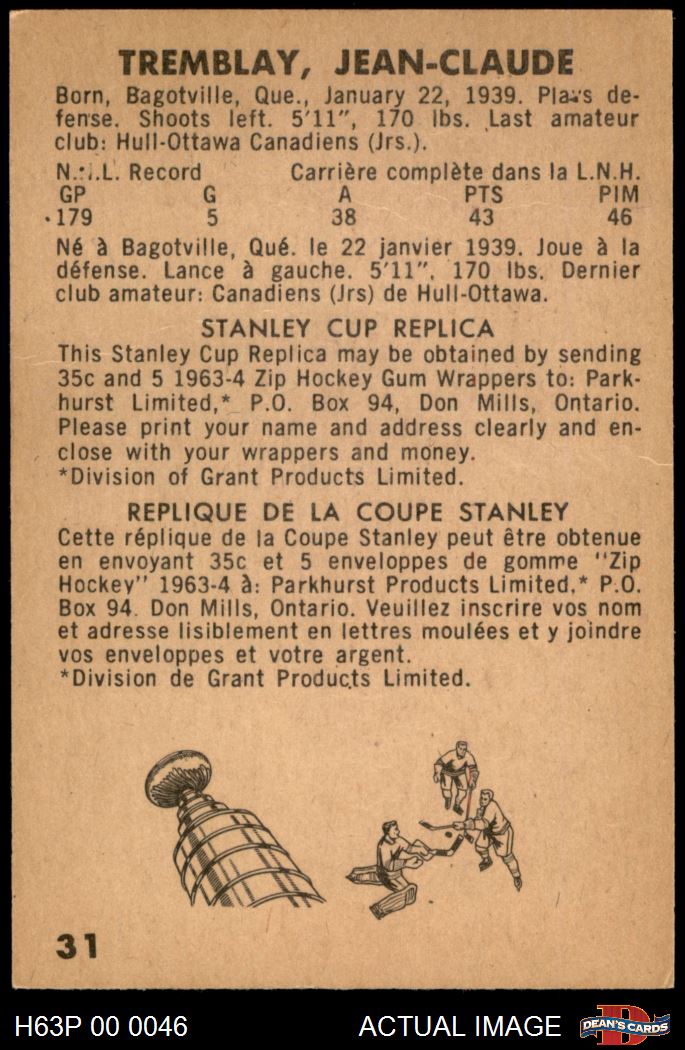 TREMBLAY, JEAN-CLAUDE
Born, Bagotville, Que., January 22, 1939. Plays de-
fense. Shoots left. 5'11", 170 lbs. Last amateur
club: Hull-Ottawa Canadiens (Jrs.).
N.H.L. Record Carrière complète dans la L.N.H.
GP G A PTS PIM
179 5 38 43 46
Né à Bagotville, Qué. le 22 janvier 1939. Joue à la
défense. Lance à gauche. 5'11", 170 lbs. Dernier
club amateur: Canadiens (Jrs) de Hull-Ottawa.
STANLEY CUP REPLICA
This Stanley Cup Replica may be obtained by sending
35c and 5 1963-4 Zip Hockey Gum Wrappers to: Park-
hurst Limited,* P.O. Box 94, Don Mills, Ontario.
Please print your name and address clearly and en-
close with your wrappers and money.
*Division of Grant Products Limited.
REPLIQUE DE LA COUPE STANLEY
Cette réplique de la Coupe Stanley peut être obtenue
en envoyant 35c et 5 enveloppes de gomme "Zip
Hockey" 1963-4 à: Parkhurst Products Limited,* P.O.
Box 94. Don Mills, Ontario. Veuillez inscrire vos nom
et adresse lisiblement en lettres moulées et y joindre
vos enveloppes et votre argent.
*Division de Grant Products Limited.
31
H63P 00 0046 ACTUAL IMAGE DEAN'S CARDS